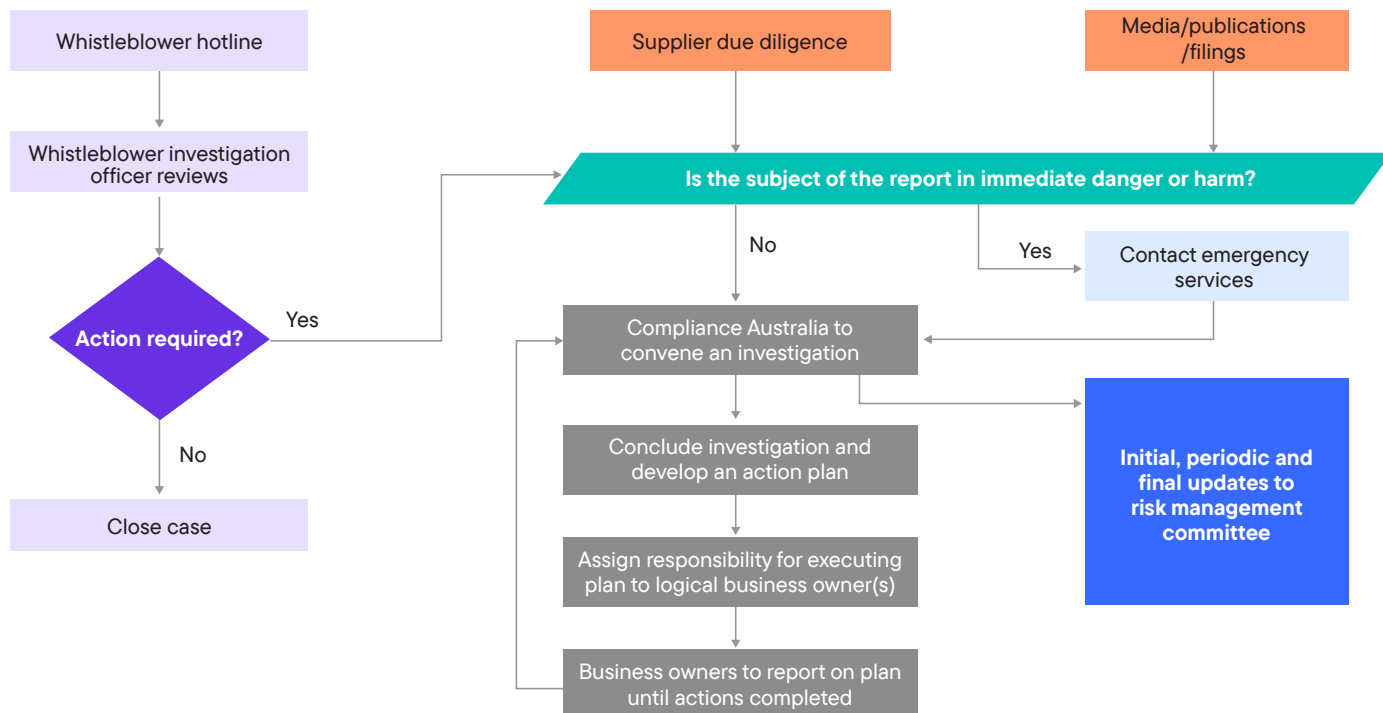 Whistleblower hotline
Supplier due diligence
Media/publications
/filings
Whistleblower investigation
officer reviews
Is the subject of the report in immediate danger or harm?
No
Yes
Contact emergency
services
Action required?
Yes
Compliance Australia to
convene an investigation
No
Close case
Conclude investigation and
develop an action plan
Initial, periodic and
final updates to
risk management
committee
Assign responsibility for executing
plan to logical business owner(s)
Business owners to report on plan
until actions completed